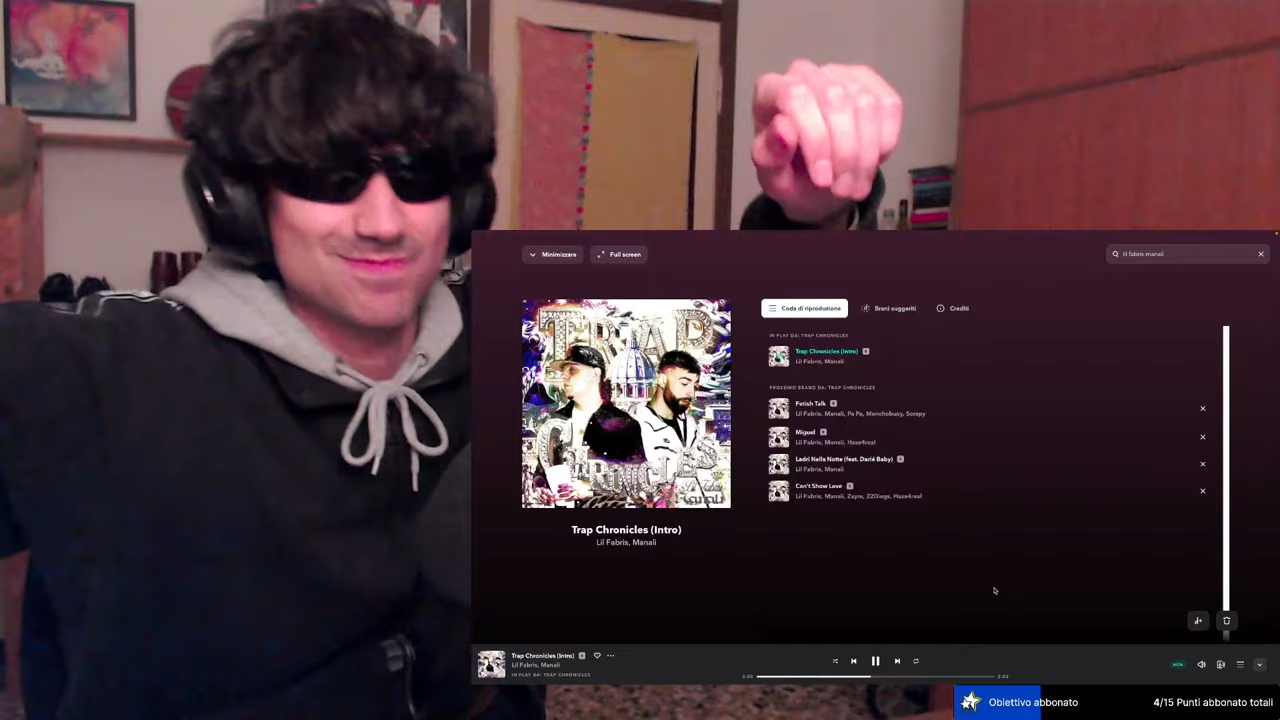 Minimizzare
Full screen
lil fabris manali
TRAP
CHRONICLES
Manali
Coda di riproduzione
Brani suggeriti
Crediti
IN PLAY DA: TRAP CHRONICLES
Trap Chronicles (Intro) E
Lil Fabris, Manali
PROSSIMO BRANO DA: TRAP CHRONICLES
Fetish Talk E
Lil Fabris, Manali, Pa Pa, Menchobusy, Scrapy
Miguel E
Lil Fabris, Manali, Haze4real
Ladri Nella Notte (feat. Darié Baby) E
Lil Fabris, Manali
Can't Show Love E
Lil Fabris, Manali, Zayre, 22Diego, Haze4real
Trap Chronicles (Intro)
Lil Fabris, Manali
Trap Chronicles (Intro) E
Lil Fabris, Manali
IN PLAY DA: TRAP CHRONICLES
Obiettivo abbonato
4/15 Punti abbonato totali